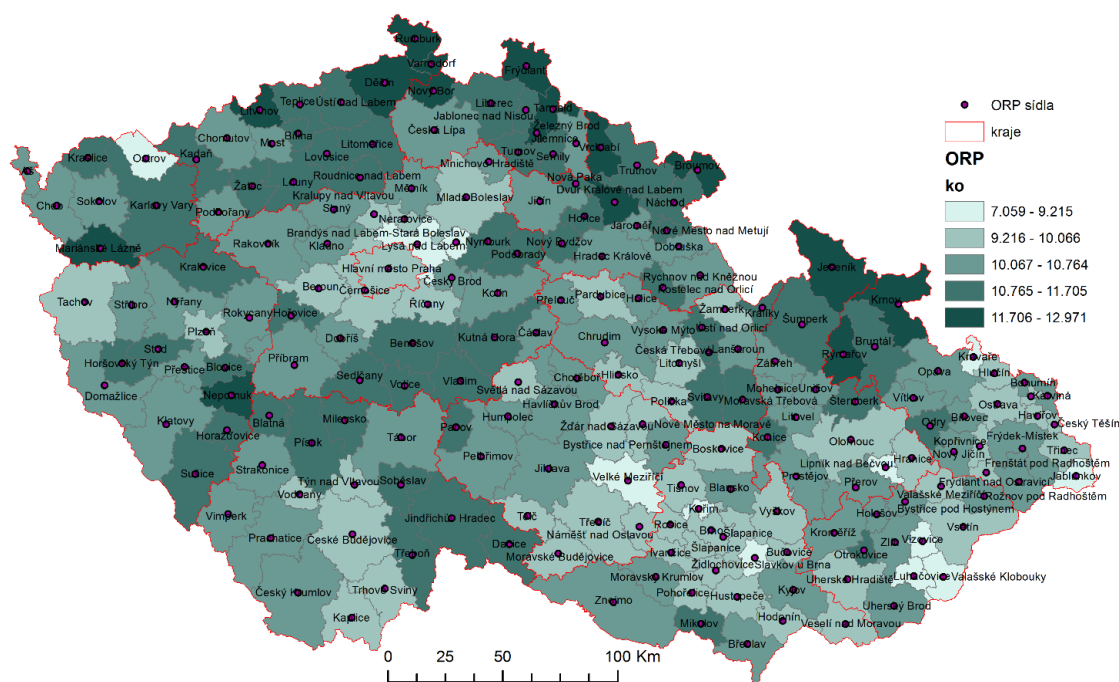 Rumburk
Varnsdorf
Frýdlant
Děčín
Nový Bor
Teplice
Ústí nad Labem
Liberec
Tanvald
ORP sídla
Litvínov
Jablonec nad Nisou
Železný Brod
kraje
Chomutov
Most
Bílina
Česká Lípa
Jilemnice
Vrchlabí
ORP
Kraslice
Ostrov
Kadaň
Litoměřice
Turnov
Semily
Trutnov
Broumov
ko
Lovosice
Mnichovo Hradiště
Aš
Žatec
Louny
Roudnice nad Labem
Nová Paka
Dvůr Králové nad Labem
7.059 - 9.215
Cheb
Sokolov
Karlovy Vary
Podbořany
Slaný
Kralupy nad Vltavou
Mělník
Mladá Boleslav
Jičín
Hořice
Náchod
9.216 - 10.066
Neratovice
Jaroměř
Nové Město nad Metují
10.067 - 10.764
Mariánské Lázně
Rakovník
Kladno
Brandýs nad Labem-Stará Boleslav
Lysá nad Labem
Nymburk
Nový Bydžov
Dobruška
10.765 - 11.705
Poděbrady
Hradec Králové
11.706 - 12.971
Kralovice
Hlavní město Praha
Český Brod
Rychnov nad Kněžnou
Jeseník
Tachov
Stříbro
Nýřany
Beroun
Černošice
Říčany
Kolín
Přelouč
Pardubice
Holice
Kostelec nad Orlicí
Krnov
Rokycany
Hořovice
Žamberk
Králíky
Šumperk
Plzeň
Dobříš
Kutná Hora
Čáslav
Chrudim
Vysoké Mýto
Ústí nad Orlicí
Bruntál
Stod
Benešov
Česká Třebová
Lanškroun
Rýmařov
Kravaře
Horšovský Týn
Přeštice
Blovice
Příbram
Litomyšl
Zábřeh
Opava
Hlučín
Sedlčany
Votice
Vlašim
Světlá nad Sázavou
Chotěboř
Hlinsko
Bohumín
Domažlice
Nepomuk
Havlíčkův Brod
Polička
Svitavy
Moravská Třebová
Mohelnice
Uničov
Šternberk
Vítkov
Ostrava
Karviná
Klatovy
Horažďovice
Blatná
Milevsko
Humpolec
Havířov
Český Těšín
Písek
Tábor
Pacov
Žďár nad Sázavou
Nové Město na Moravě
Litovel
Odry
Bílovec
Bystřice nad Pernštejnem
Konice
Olomouc
Kopřivnice
Frýdek-Místek
Třinec
Pelhřimov
Boskovice
Hranice
Nový Jičín
Sušice
Strakonice
Jihlava
Lipník nad Bečvou
Frenštát pod Radhoštěm
Jablunkov
Týn nad Vltavou
Soběslav
Velké Meziříčí
Tišnov
Blansko
Prostějov
Přerov
Valašské Meziříčí
Frýdlant nad Ostravicí
Rožnov pod Radhoštěm
Vodňany
Bystřice pod Hostýnem
Vimperk
Jindřichův Hradec
Telč
Třebíč
Kuřim
Vyškov
Holešov
Prachatice
České Budějovice
Náměšť nad Oslavou
Rosice
Brno
Šlapanice
Kroměříž
Zlín
Vizovice
Vsetín
Třeboň
Dačice
Moravské Budějovice
Ivančice
Šlapanice
Bučovice
Otrokovice
Židlochovice
Slavkov u Brna
Český Krumlov
Trhové Sviny
Moravský Krumlov
Pohořelice
Hustopeče
Kyjov
Uherské Hradiště
Luhačovice
Valašské Klobouky
Znojmo
Uherský Brod
Kaplice
Mikulov
Hodonín
Veselí nad Moravou
Břeclav
0 25 50 100 Km